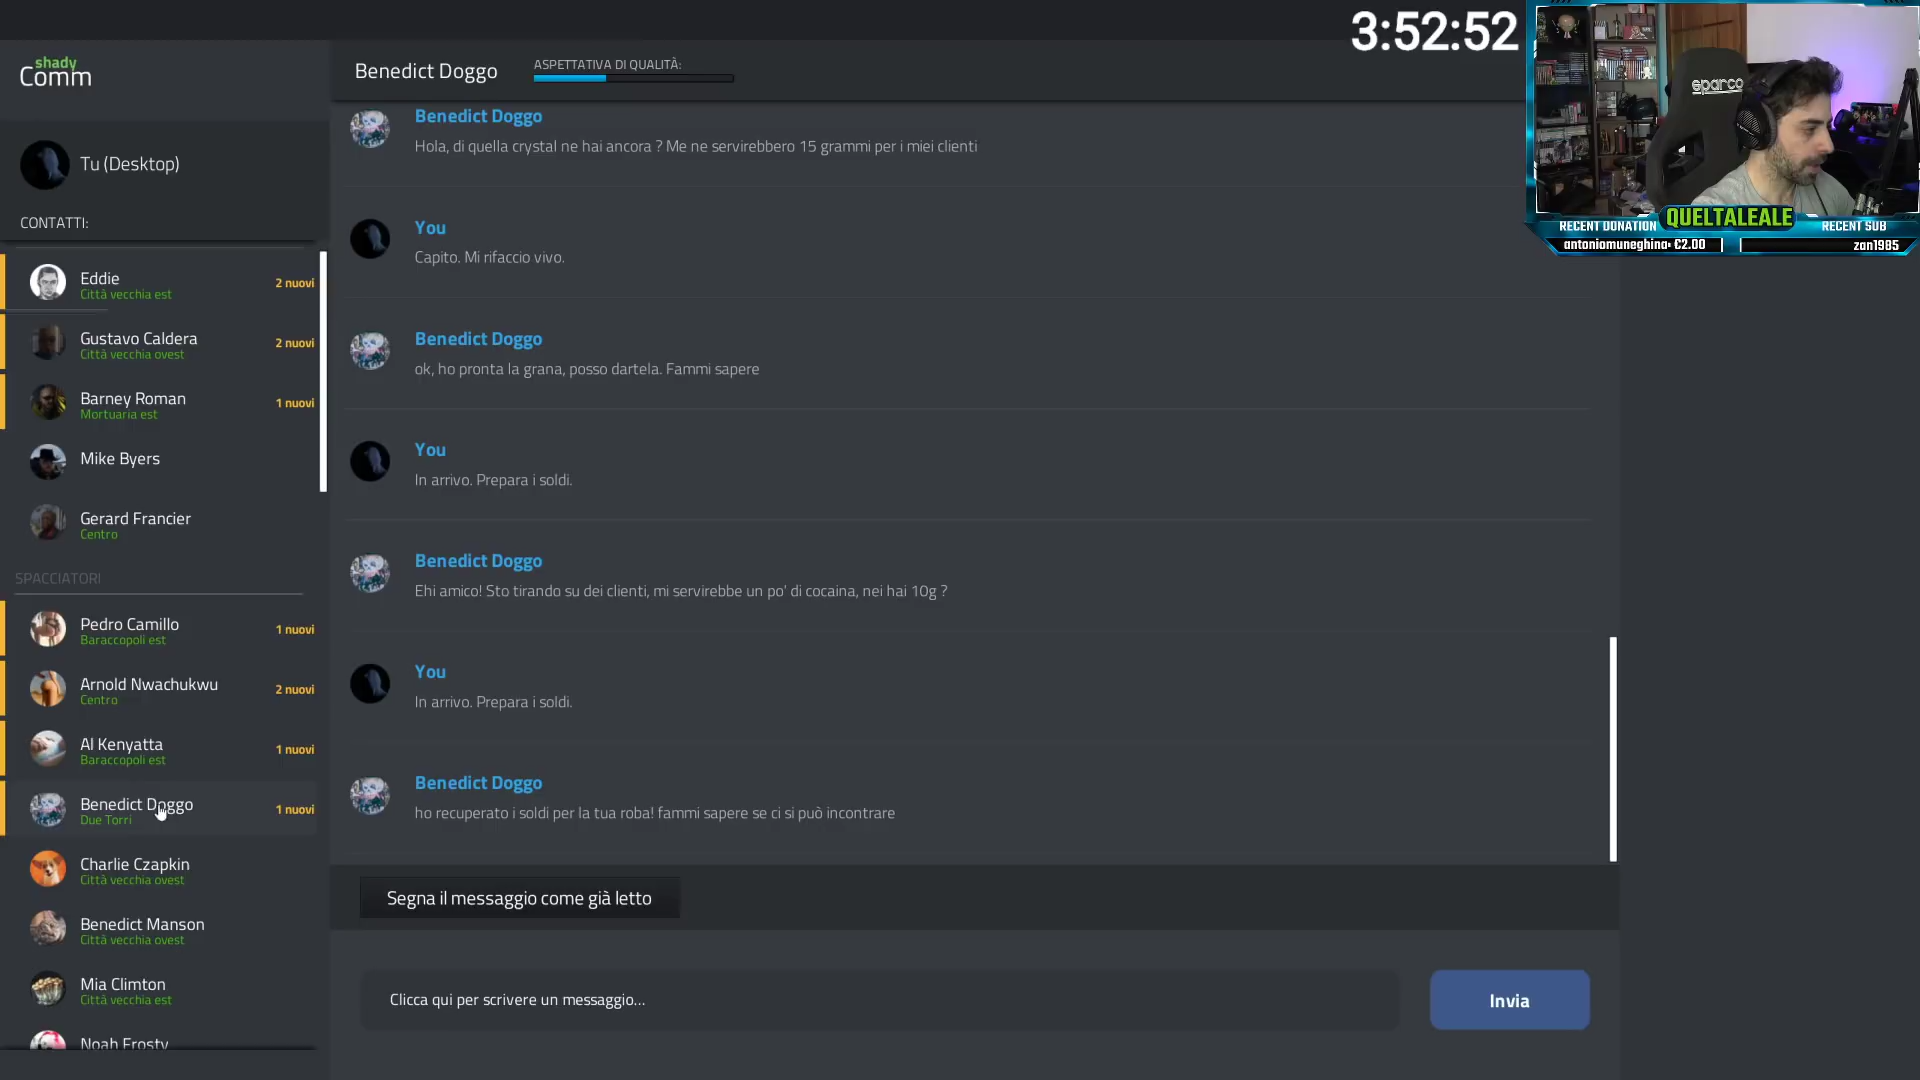 3:52:52
shady
Comm
Tu (Desktop)
CONTATTI:
Eddie
Città vecchia est
2 nuovi
Gustavo Caldera
Città vecchia ovest
2 nuovi
Barney Roman
Mortuaria est
1 nuovi
Mike Byers
Gerard Francier
Centro
SPACCIATORI
Pedro Camillo
Baraccopoli est
1 nuovi
Arnold Nwachukwu
Centro
2 nuovi
Al Kenyatta
Baraccopoli est
1 nuovi
Benedict Doggo
Due Torri
1 nuovi
Charlie Czapkin
Città vecchia ovest
Benedict Manson
Città vecchia ovest
Mia Climton
Città vecchia est
Noah Frosty
Benedict Doggo
ASPETTATIVA DI QUALITÀ:
Benedict Doggo
Hola, di quella crystal ne hai ancora ? Me ne servirebbero 15 grammi per i miei clienti
You
Capito. Mi rifaccio vivo.
Benedict Doggo
ok, ho pronta la grana, posso dartela. Fammi sapere
You
In arrivo. Prepara i soldi.
Benedict Doggo
Ehi amico! Sto tirando su dei clienti, mi servirebbe un po' di cocaina, nei hai 10g ?
You
In arrivo. Prepara i soldi.
Benedict Doggo
ho recuperato i soldi per la tua roba! fammi sapere se ci si può incontrare
Segna il messaggio come già letto
Clicca qui per scrivere un messaggio...
Invia
sparco
QUELTALEALE
RECENT DONATION
RECENT SUB
antoniomuneghina• €2.00
zan1985